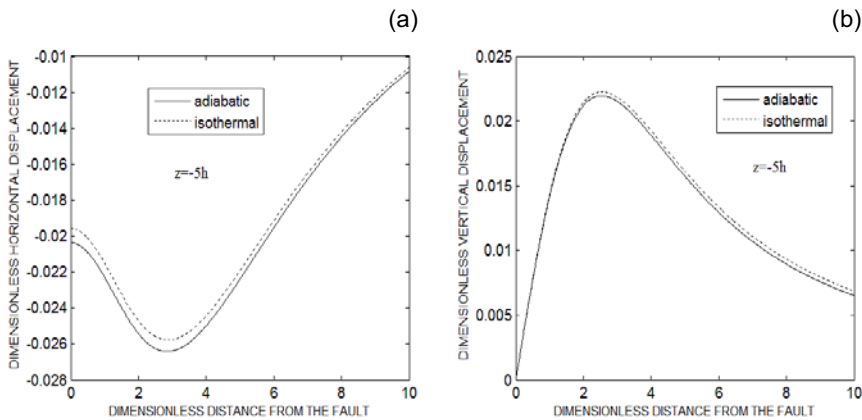 (a)
DIMENSIONLESS HORIZONTAL DISPLACEMENT
-0.01
-0.012
-0.014
-0.016
-0.018
-0.02
-0.022
-0.024
-0.026
-0.028
adiabatic
isothermal
z=-5h
0 2 4 6 8 10
DIMENSIONLESS DISTANCE FROM THE FAULT
(b)
DIMENSIONLESS VERTICAL DISPLACEMENT
0.025
0.02
0.015
0.01
0.005
0
adiabatic
isothermal
z=-5h
0 2 4 6 8 10
DIMENSIONLESS DISTANCE FROM THE FAULT